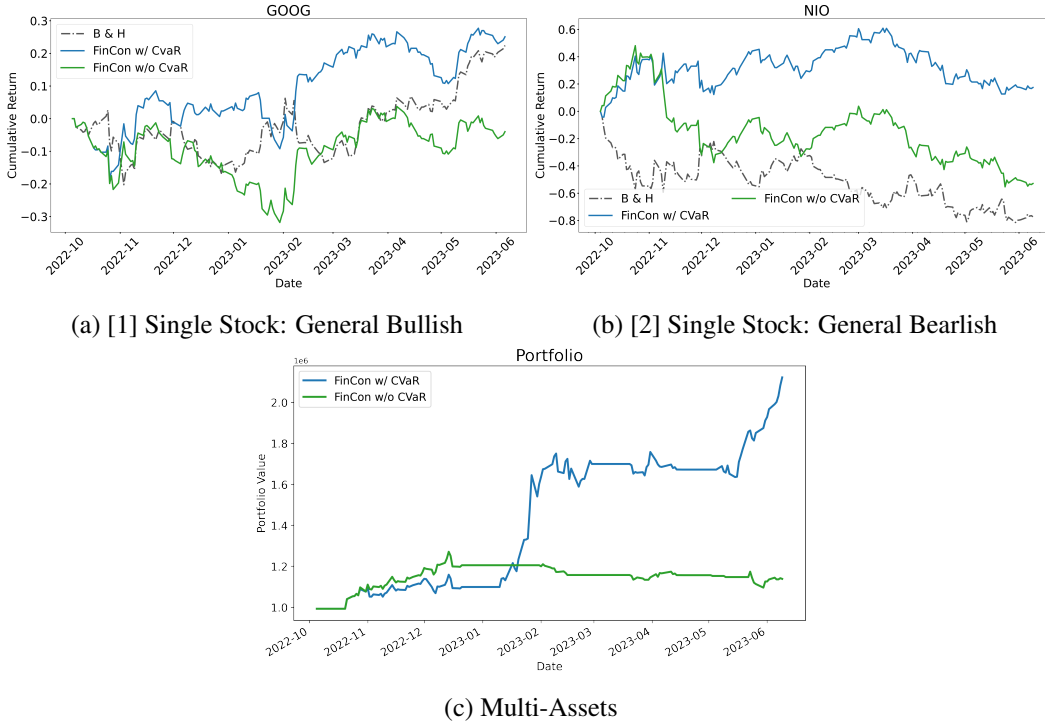 GOOG
Cumulative Return
0.3
0.2
0.1
0.0
−0.1
−0.2
−0.3
B & H
FinCon w/ CvaR
FinCon w/o CvaR
2022-10
2022-11
2022-12
2023-01
2023-02
2023-03
2023-04
2023-05
2023-06
Date
(a) [1] Single Stock: General Bullish
NIO
Cumulative Return
0.6
0.4
0.2
0.0
−0.2
−0.4
−0.6
−0.8
B & H
FinCon w/ CVaR
FinCon w/o CVaR
2022-10
2022-11
2022-12
2023-01
2023-02
2023-03
2023-04
2023-05
2023-06
Date
(b) [2] Single Stock: General Bearlish
Portfolio
1e6
Portfolio Value
2.0
1.8
1.6
1.4
1.2
1.0
FinCon w/ CVaR
FinCon w/o CVaR
2022-10
2022-11
2022-12
2023-01
2023-02
2023-03
2023-04
2023-05
2023-06
Date
(c) Multi-Assets